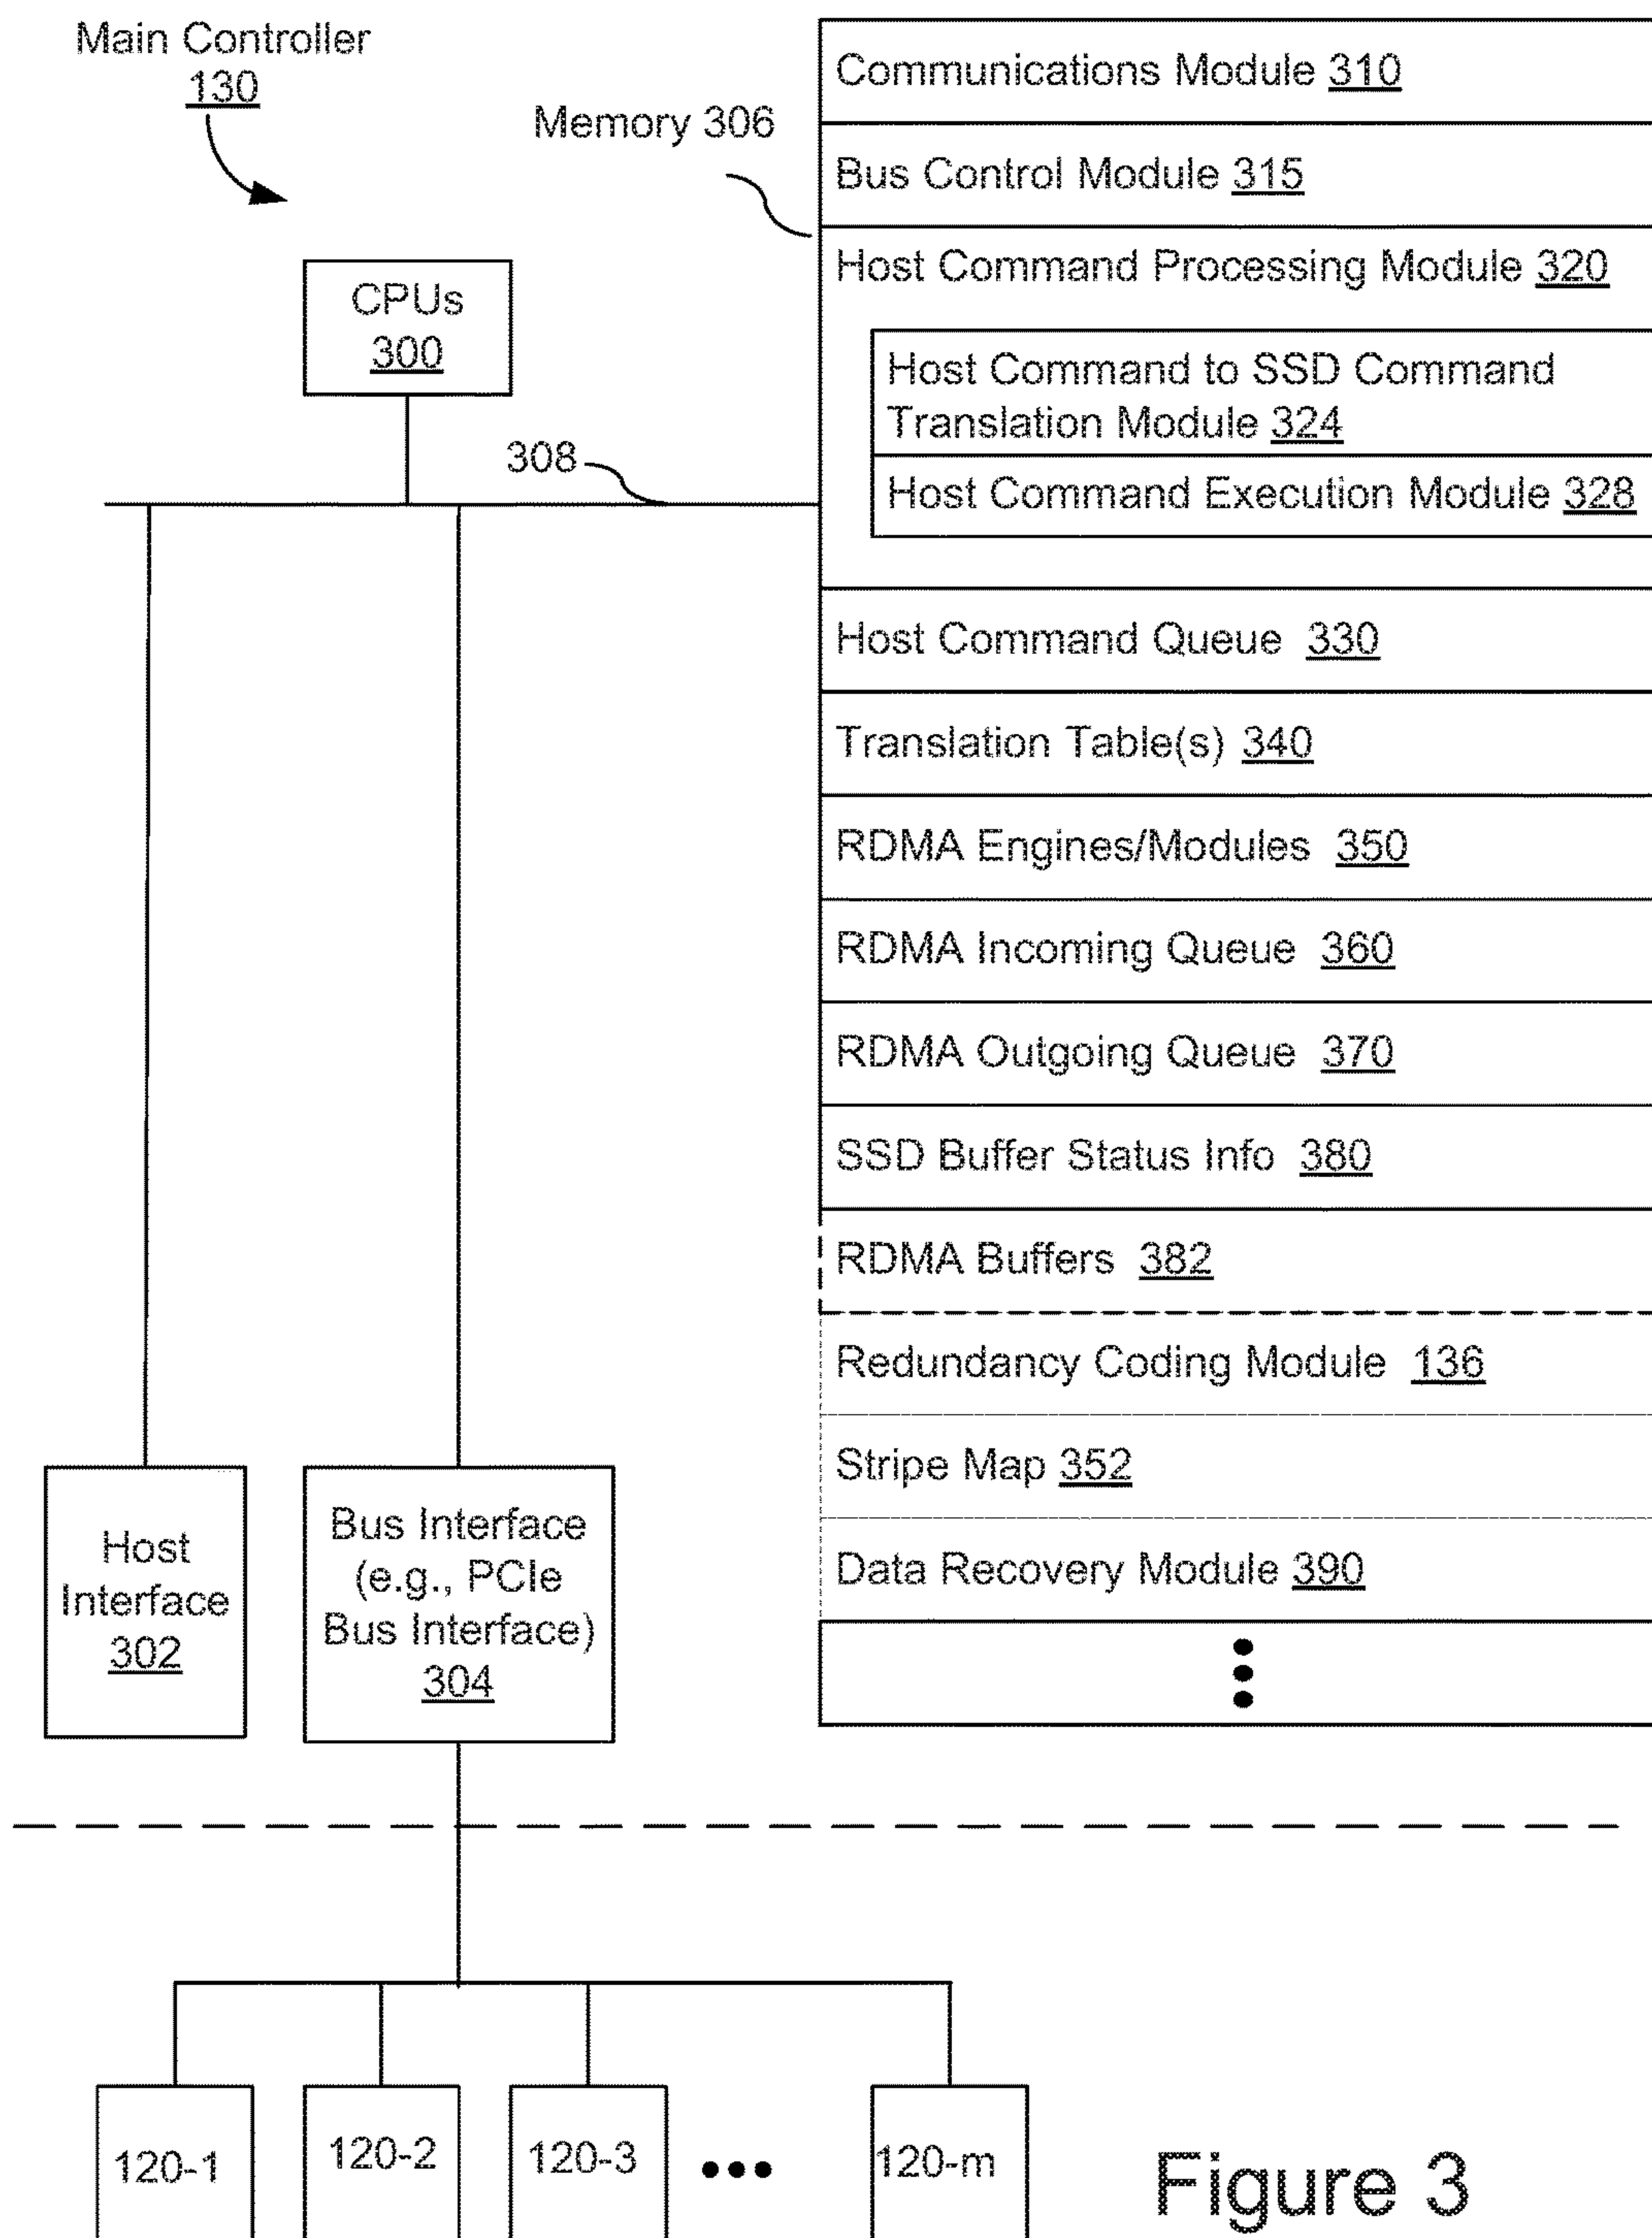 Main Controller
130
Memory 306
CPUs
300
308
Communications Module 310
Bus Control Module 315
Host Command Processing Module 320
Host Command to SSD Command
Translation Module 324
Host Command Execution Module 328
Host Command Queue 330
Translation Table(s) 340
RDMA Engines/Modules 350
RDMA Incoming Queue 360
RDMA Outgoing Queue 370
SSD Buffer Status Info 380
RDMA Buffers 382
Redundancy Coding Module 136
Stripe Map 352
Data Recovery Module 390
Host
Interface
302
Bus Interface
(e.g., PCIe
Bus Interface)
304
120-1
120-2
120-3
120-m
Figure 3